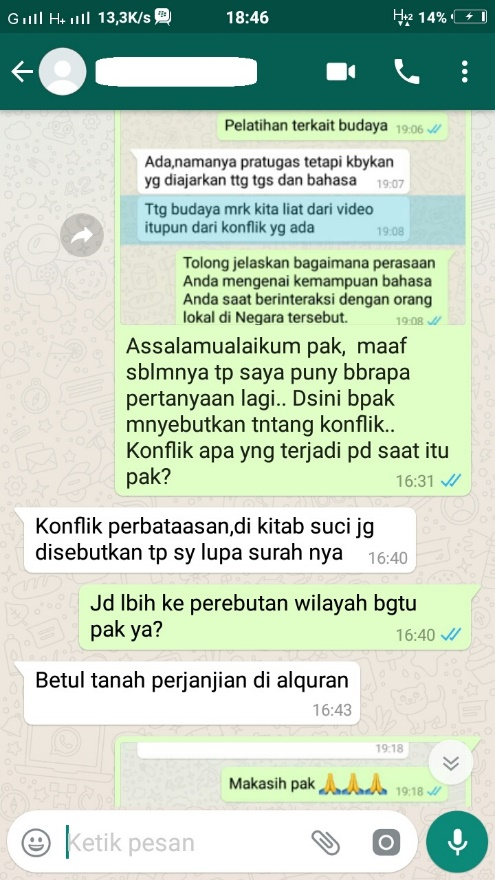 G H+ 13,3K/s 18:46 H+2 14%
Pelatihan terkait budaya 19:06
Ada,namanya pratugas tetapi kbykan
yg diajarkan ttg tgs dan bahasa 19:07
Ttg budaya mrk kita liat dari video
itupun dari konflik yg ada 19:08
Tolong jelaskan bagaimana perasaan
Anda mengenai kemampuan bahasa
Anda saat berinteraksi dengan orang
lokal di Negara tersebut. 19:08
Assalamualaikum pak, maaf
sblmnya tp saya puny bbrapa
pertanyaan lagi.. Dsini bpak
mnyebutkan tntang konflik..
Konflik apa yng terjadi pd saat itu
pak? 16:31
Konflik perbataasan,di kitab suci jg
disebutkan tp sy lupa surah nya 16:40
Jd lbih ke perebutan wilayah bgtu
pak ya? 16:40
Betul tanah perjanjian di alquran
16:43
19:18
Makasih pak 🙏🙏🙏 19:18
Ketik pesan